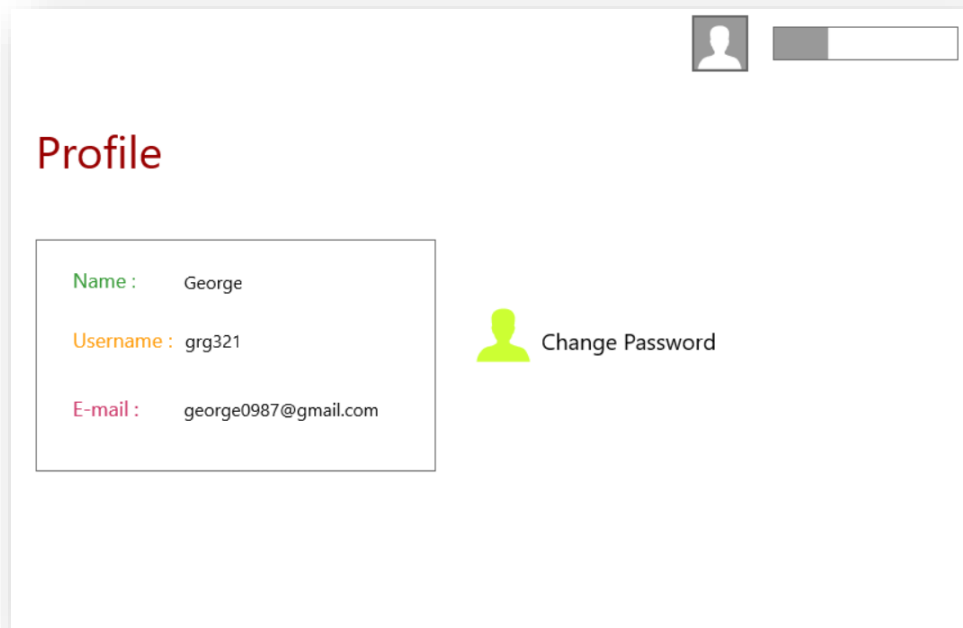 Profile
Name : George
Username : grg321
Change Password
E-mail : george0987@gmail.com